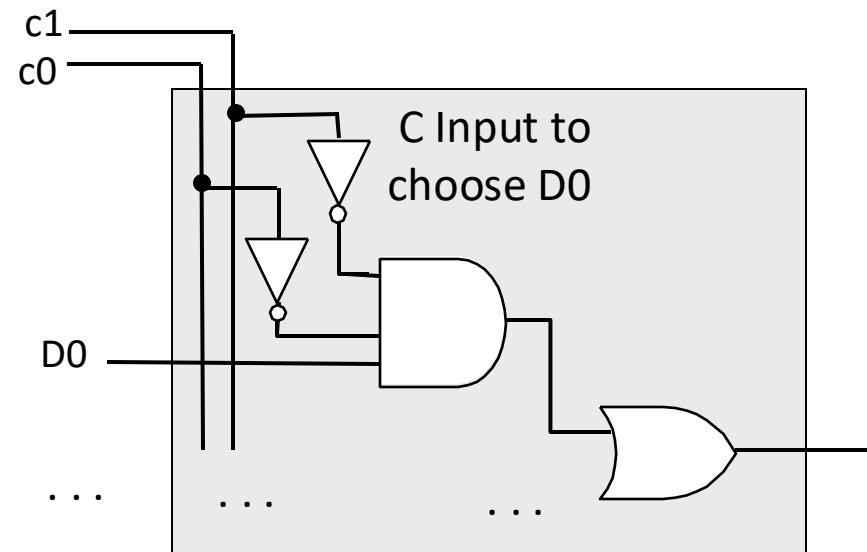 c1
c0
C Input to
choose D0
D0
. . .
. . .
. . .